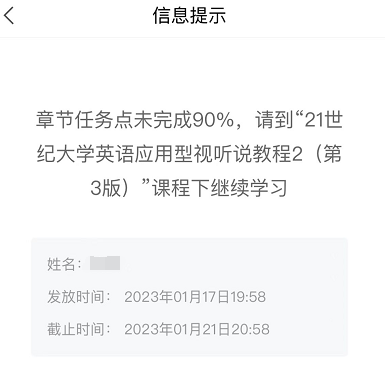 信息提示
章节任务点未完成90%，请到“21世
纪大学英语应用型视听说教程2（第
3版）”课程下继续学习
姓名：
发放时间： 2023年01月17日19:58
截止时间： 2023年01月21日20:58